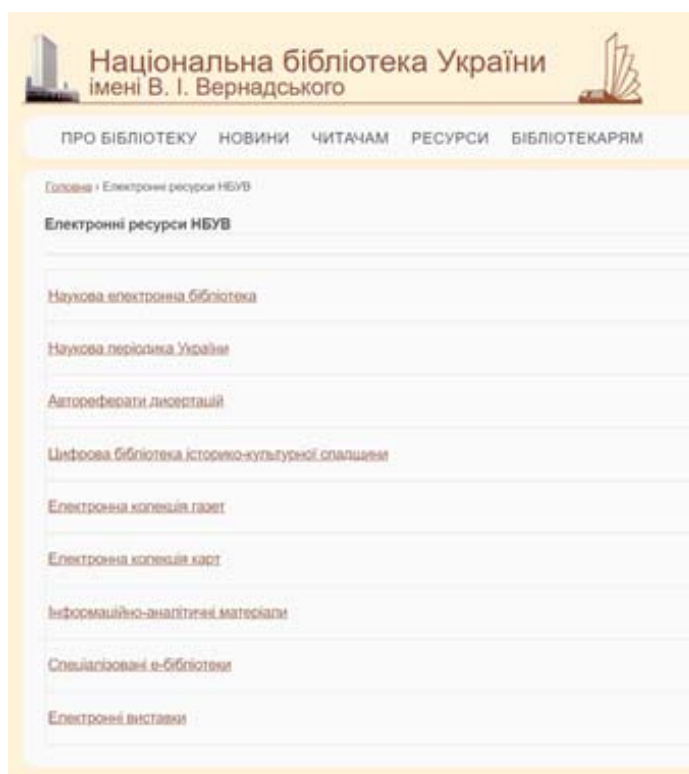 Національна бібліотека України
імені В. І. Вернадського
ПРО БІБЛІОТЕКУ НОВИНИ ЧИТАЧАМ РЕСУРСИ БІБЛІОТЕКАРЯМ
Головна › Електронні ресурси НБУВ
Електронні ресурси НБУВ
Наукова електронна бібліотека
Наукова періодика України
Автореферати дисертацій
Цифрова бібліотека історико-культурної спадщини
Електронна колекція газет
Електронна колекція карт
Інформаційно-аналітичні матеріали
Спеціалізовані е-бібліотеки
Електронні виставки